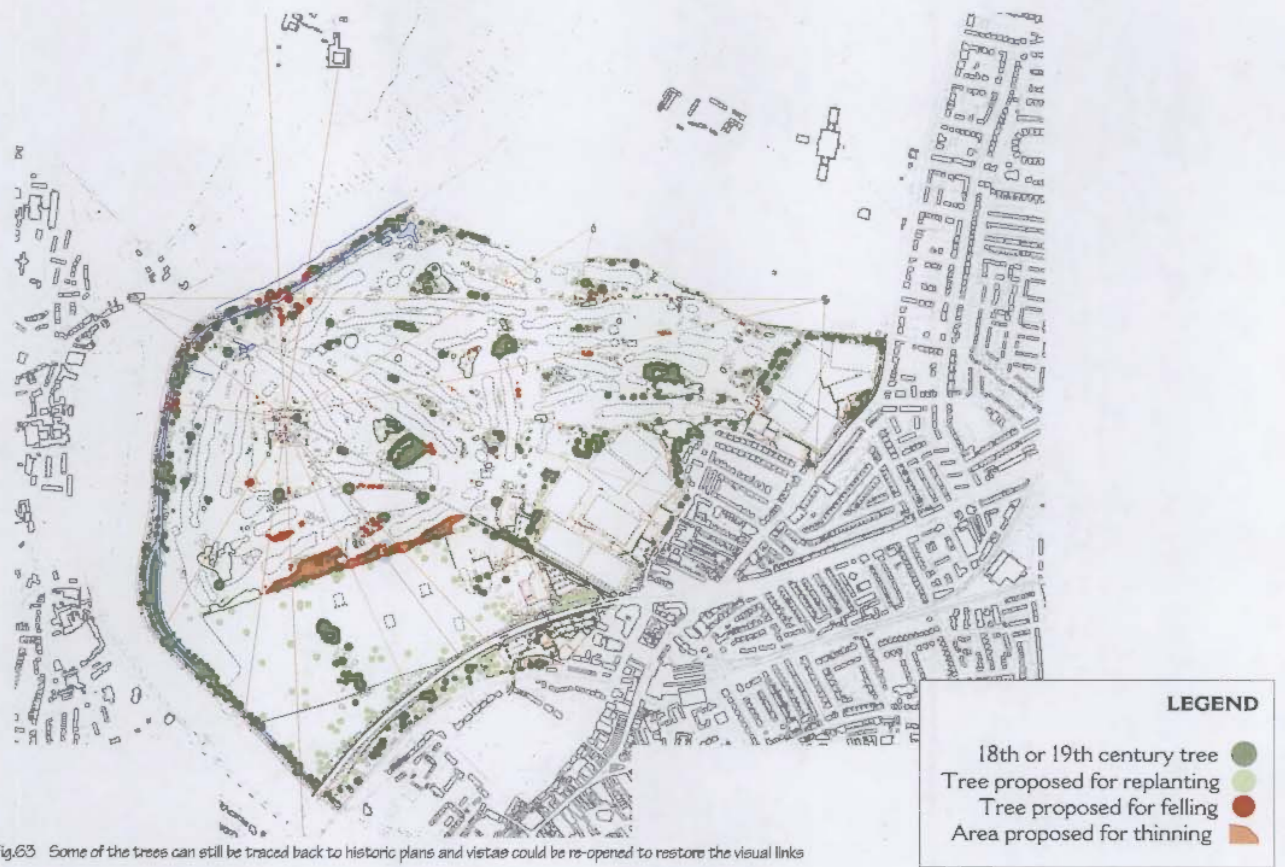 LEGEND
18th or 19th century tree
Tree proposed for replanting
Tree proposed for felling
Area proposed for thinning
ig.63 Some of the trees can still be traced back to historic plans and vistas could be re-opened to restore the visual links